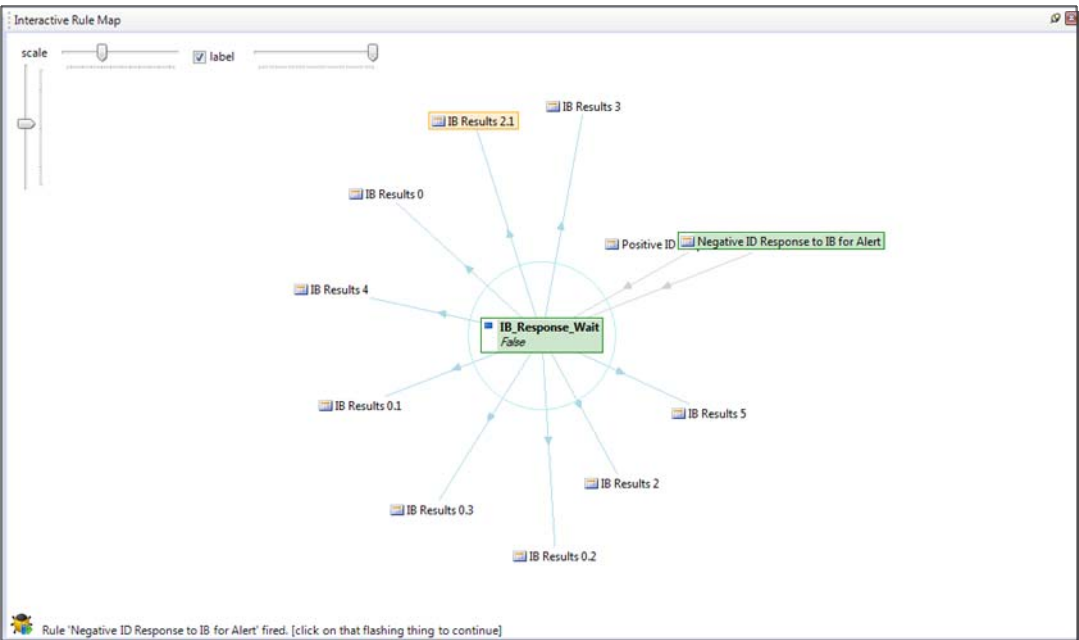 Interactive Rule Map
scale
label
IB Results 3
IB Results 2.1
IB Results 0
Positive ID
Negative ID Response to IB for Alert
IB Results 4
IB_Response_Wait
False
IB Results 0.1
IB Results 5
IB Results 2
IB Results 0.3
IB Results 0.2
Rule 'Negative ID Response to IB for Alert' fired. [click on that flashing thing to continue]